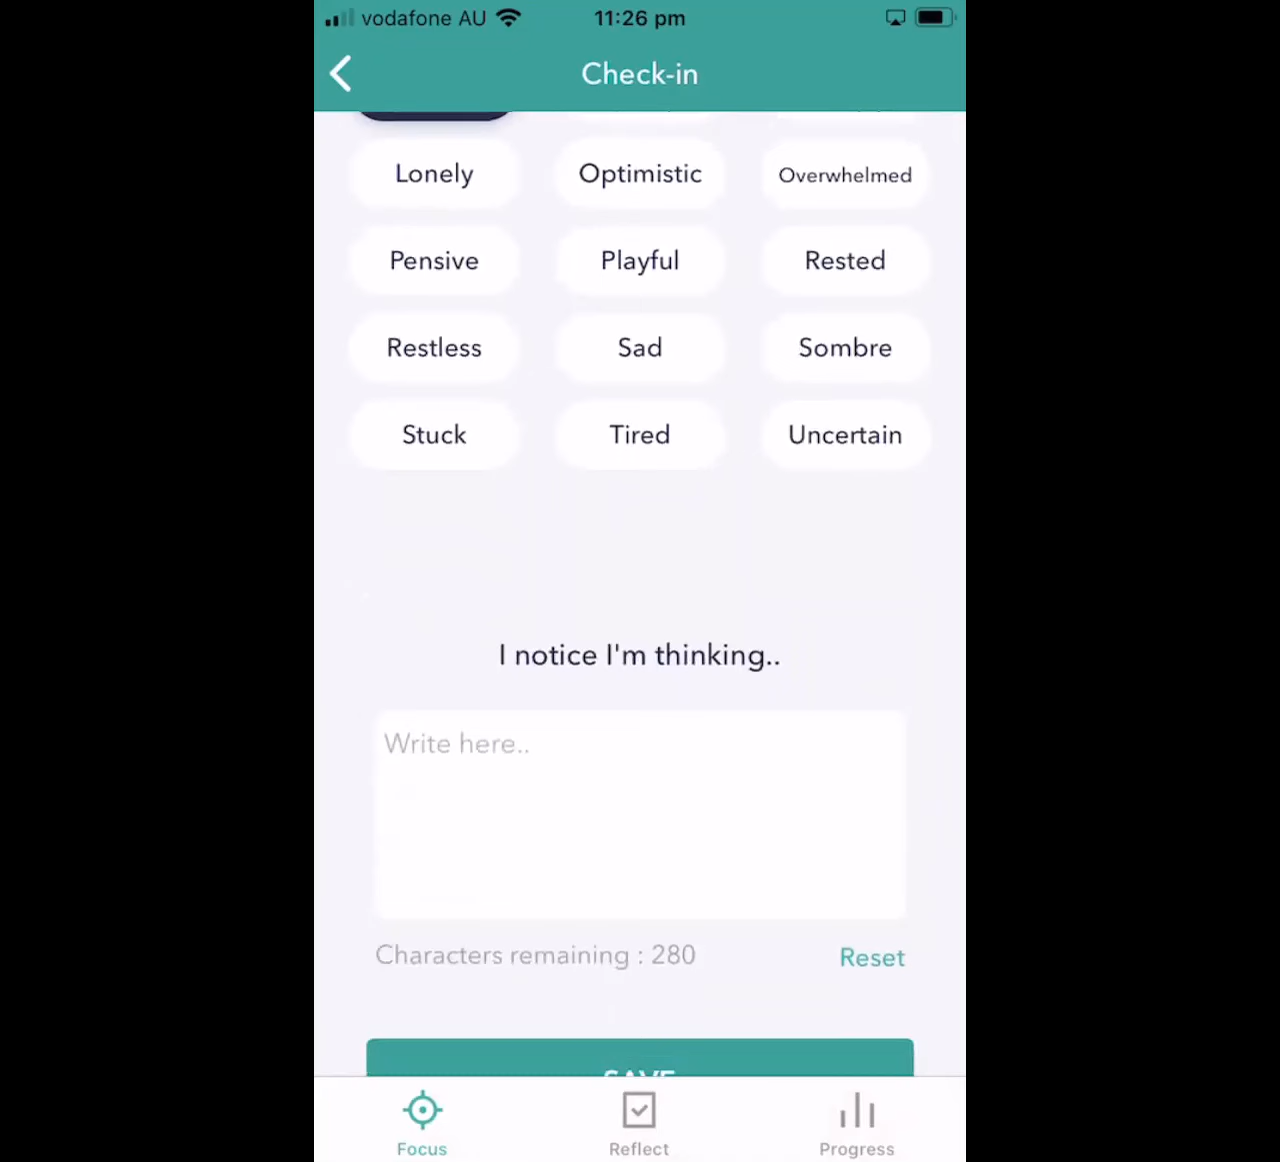 vodafone AU 11:26 pm
Check-in
Lonely Optimistic Overwhelmed
Pensive Playful Rested
Restless Sad Sombre
Stuck Tired Uncertain
I notice I'm thinking..
Write here..
Characters remaining : 280 Reset
SAVE
Focus Reflect Progress